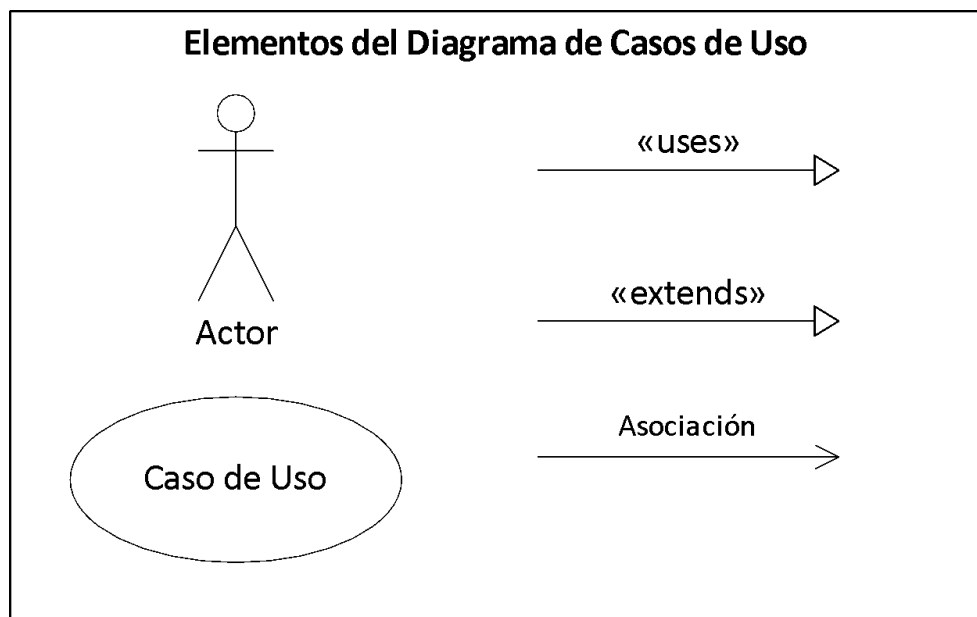 Elementos del Diagrama de Casos de Uso
«uses»
«extends»
Actor
Asociación
Caso de Uso